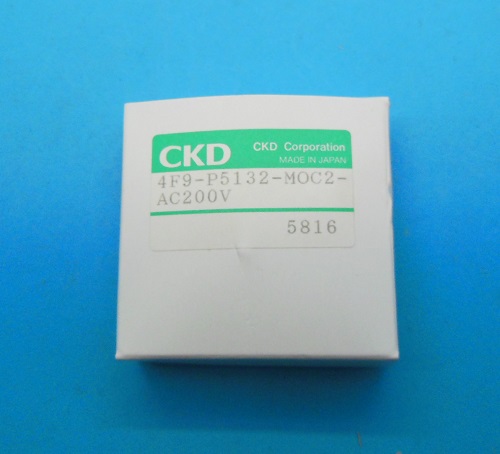 CKD CKD Corporation
MADE IN JAPAN
4F9-P5132-MOC2-
AC200V
5816